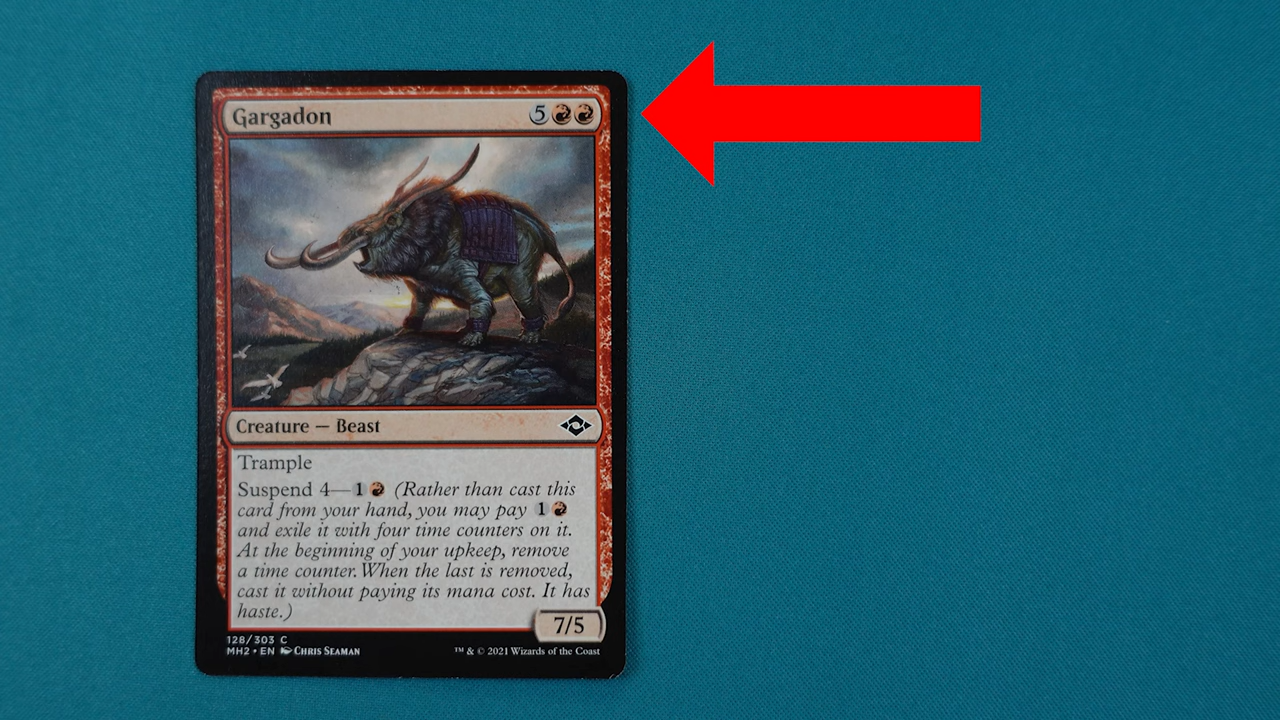 Gargadon 5
Creature — Beast
Trample
Suspend 4—1 (Rather than cast this
card from your hand, you may pay 1
and exile it with four time counters on it.
At the beginning of your upkeep, remove
a time counter. When the last is removed,
cast it without paying its mana cost. It has
haste.)
7/5
128/303 C
MH2 • EN Chris Seaman
™ & © 2021 Wizards of the Coast